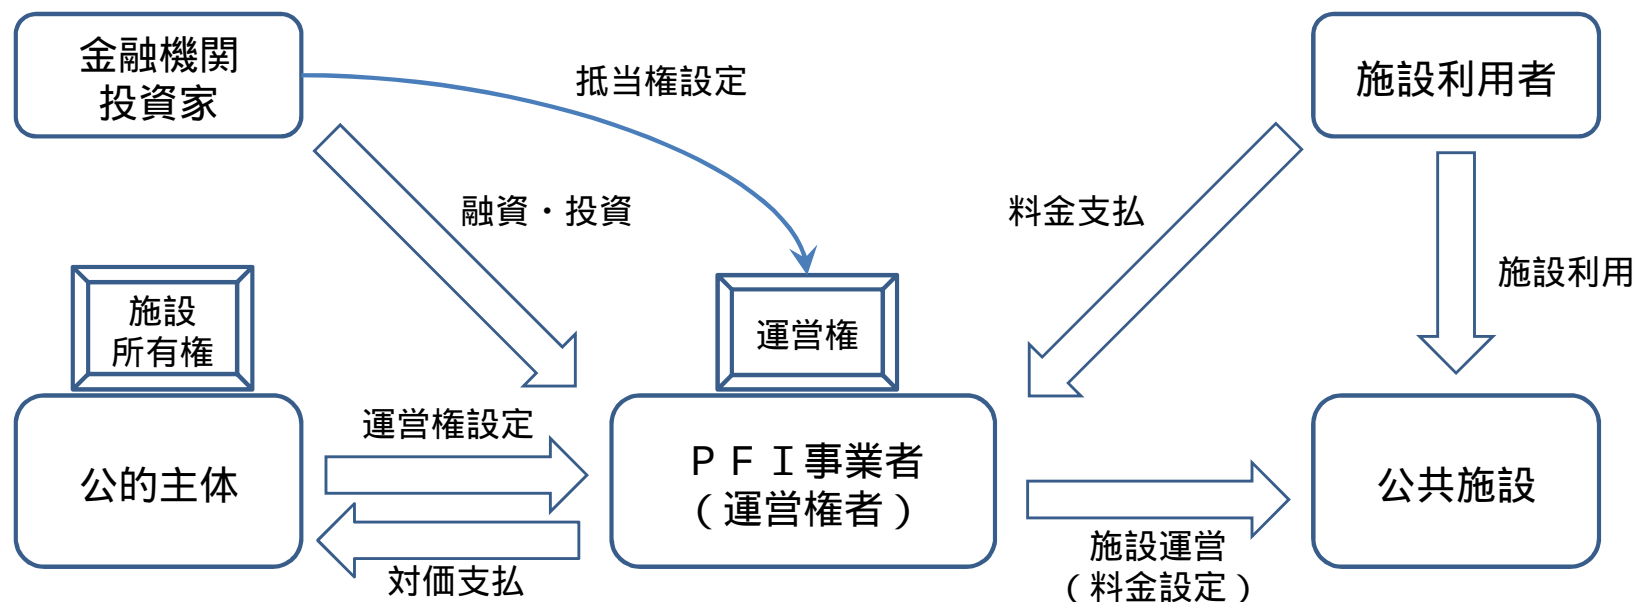 金融機関
投資家
抵当権設定
施設利用者
融資・投資
料金支払
施設利用
施設
所有権
運営権
運営権設定
公的主体
ＰＦＩ事業者
（運営権者）
公共施設
対価支払
施設運営
（料金設定）